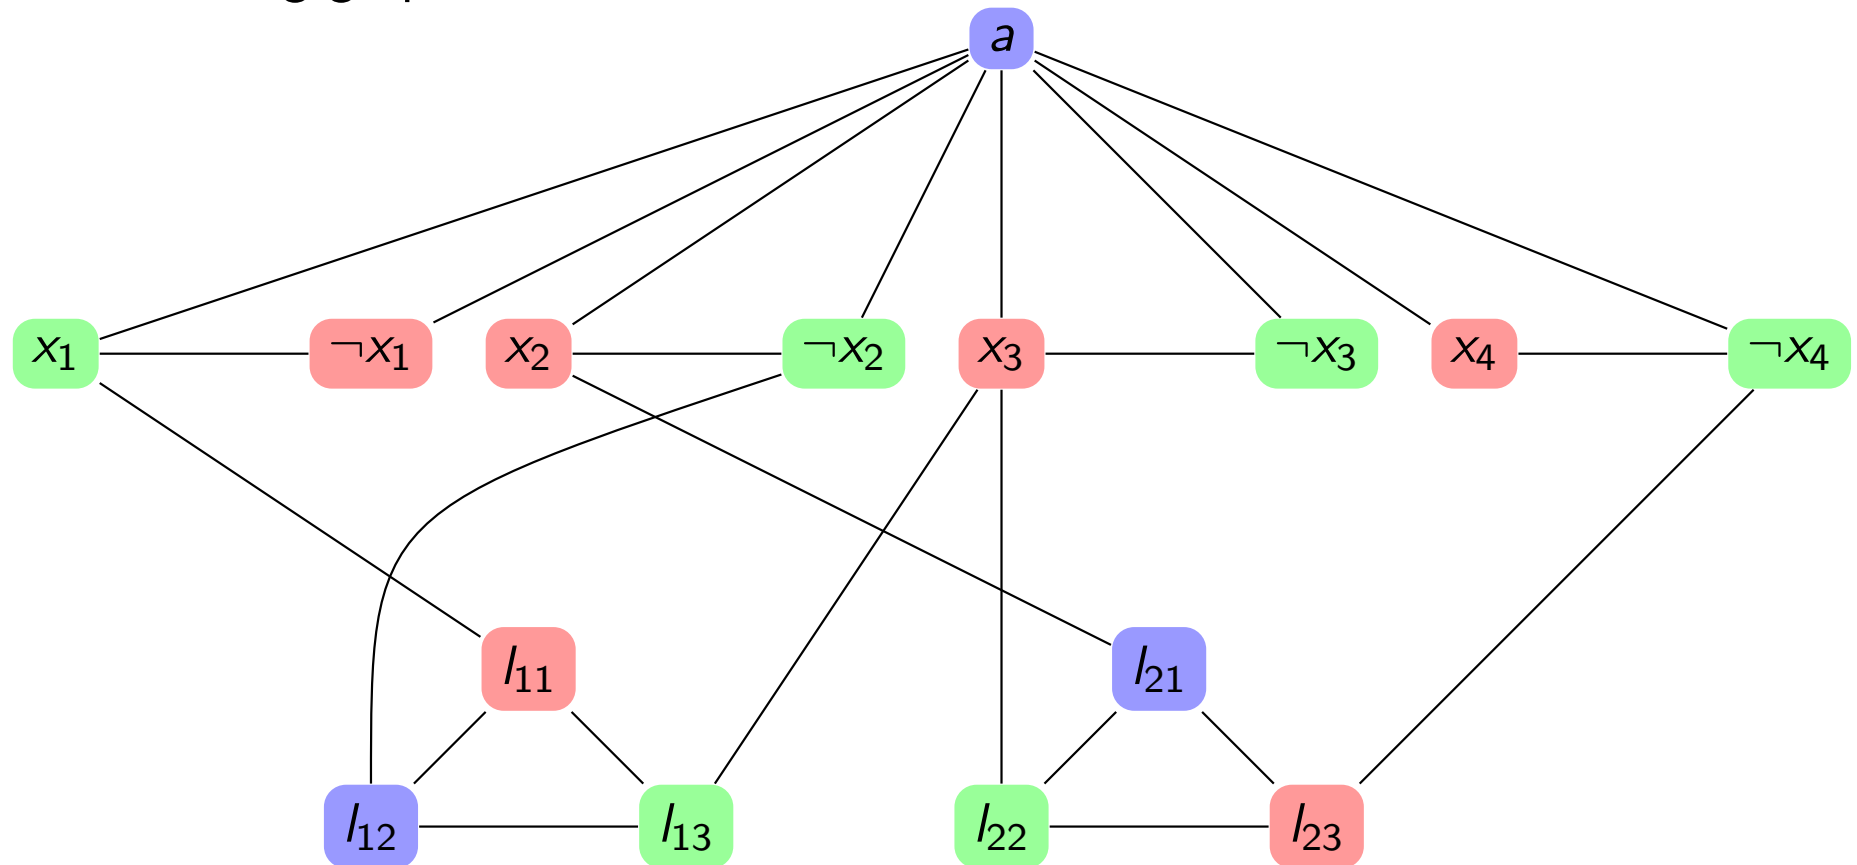 a
x₁ ¬x₁ x₂ ¬x₂ x₃ ¬x₃ x₄ ¬x₄
l₁₁ l₂₁
l₁₂ l₁₃ l₂₂ l₂₃